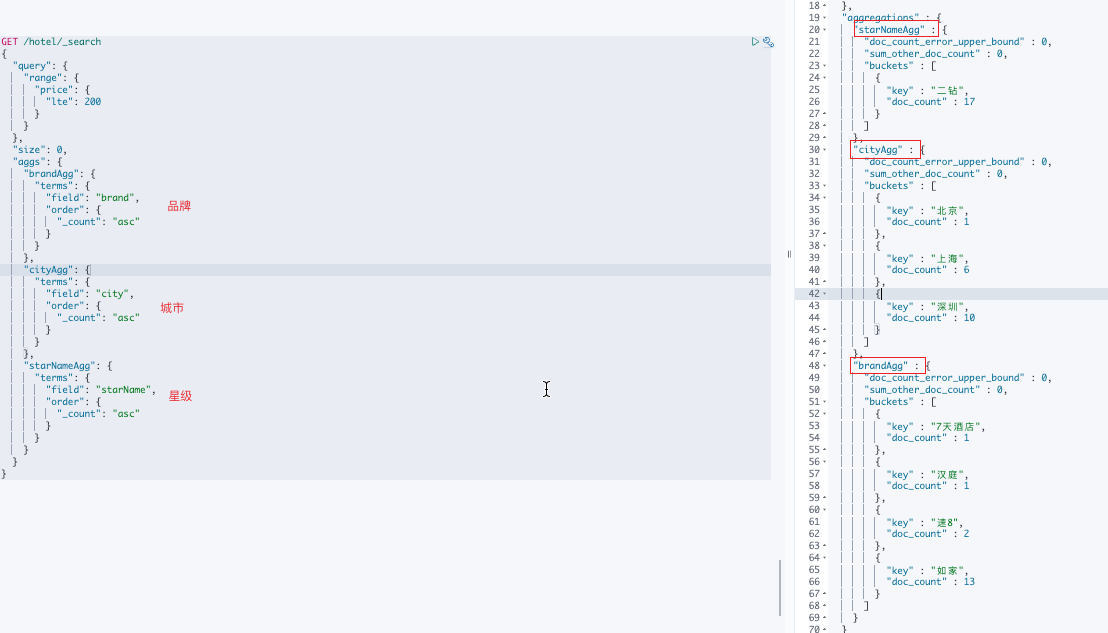 GET /hotel/_search
{
"query": {
"range": {
"price": {
"lte": 200
}
}
},
"size": 0,
"aggs": {
"brandAgg": {
"terms": {
"field": "brand",
"order": {
品牌
"_count": "asc"
}
}
},
"cityAgg": {
"terms": {
"field": "city",
"order": {
城市
"_count": "asc"
}
}
},
"starNameAgg": {
"terms": {
"field": "starName",
星级
"order": {
"_count": "asc"
}
}
}
}
}
18 },
19 "aggregations" : {
20 "starNameAgg" : {
21 "doc_count_error_upper_bound" : 0,
22 "sum_other_doc_count" : 0,
23 "buckets" : [
24 {
25 "key" : "二钻",
26 "doc_count" : 17
27 }
28 ]
29 },
30 "cityAgg" : {
31 "doc_count_error_upper_bound" : 0,
32 "sum_other_doc_count" : 0,
33 "buckets" : [
34 {
35 "key" : "北京",
36 "doc_count" : 1
37 },
38 {
39 "key" : "上海",
40 "doc_count" : 6
41 },
42 {
43 "key" : "深圳",
44 "doc_count" : 10
45 }
46 ]
47 },
48 "brandAgg" : {
49 "doc_count_error_upper_bound" : 0,
50 "sum_other_doc_count" : 0,
51 "buckets" : [
52 {
53 "key" : "7天酒店",
54 "doc_count" : 1
55 },
56 {
57 "key" : "汉庭",
58 "doc_count" : 1
59 },
60 {
61 "key" : "速8",
62 "doc_count" : 2
63 },
64 {
65 "key" : "如家",
66 "doc_count" : 13
67 }
68 ]
69 }
70 }